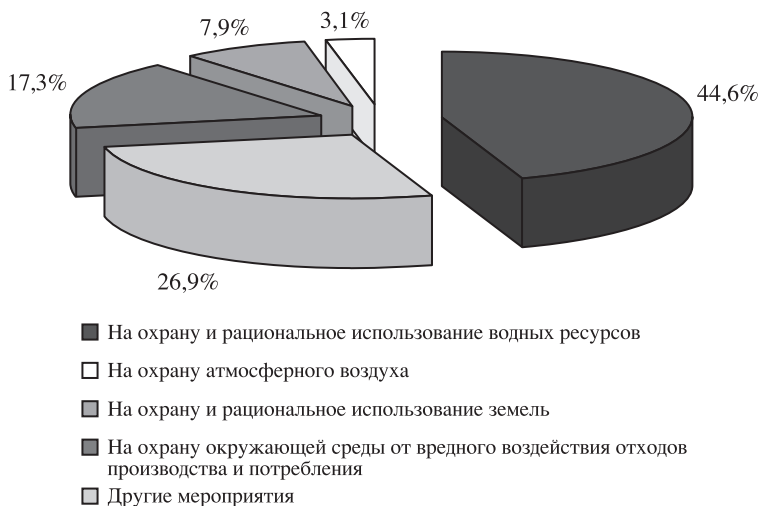 3,1%
7,9%
17,3%
44,6%
26,9%
На охрану и рациональное использование водных ресурсов
На охрану атмосферного воздуха
На охрану и рациональное использование земель
На охрану окружающей среды от вредного воздействия отходов
производства и потребления
Другие мероприятия